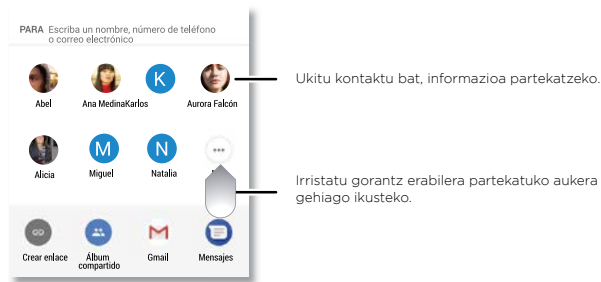 PARA Escriba un nombre, número de teléfono
o correo electrónico
K
Abel Ana Medina Karlos Aurora Falcón
Ukitu kontaktu bat, informazioa partekatzeko.
M N
Alicia Miguel Natalia
Irristatu gorantz erabilera partekatuko aukera
gehiago ikusteko.
Crear enlace Álbum
compartido Gmail Mensajes